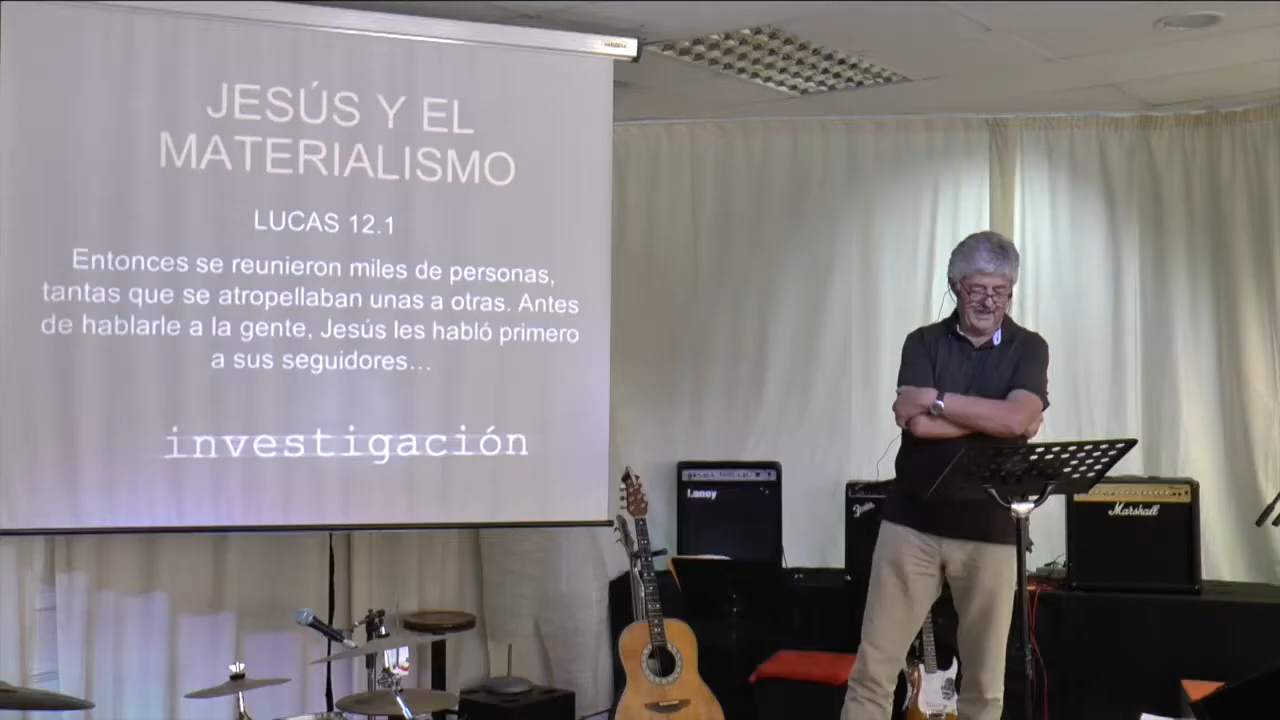 JESÚS Y EL
MATERIALISMO
LUCAS 12.1
Entonces se reunieron miles de personas,
tantas que se atropellaban unas a otras. Antes
de hablarle a la gente, Jesús les habló primero
a sus seguidores...
investigación
Laney
Fender
Marshall